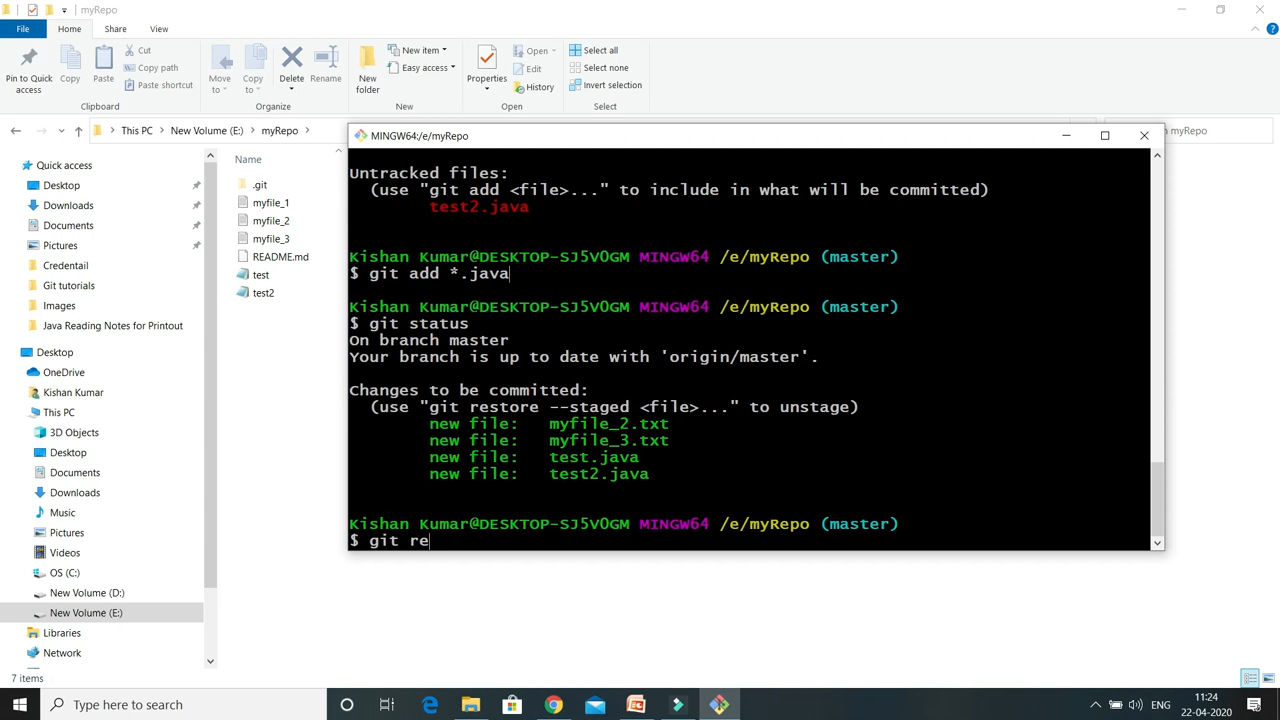 myRepo
File Home Share View
Pin to Quick access
Copy
Paste
Cut
Copy path
Paste shortcut
Clipboard
Move to
Copy to
Delete
Rename
Organize
New folder
New item
Easy access
New
Properties
Open
Edit
History
Open
Select all
Select none
Invert selection
Select
This PC New Volume (E:) myRepo
myRepo
Quick access
Desktop
Downloads
Documents
Pictures
Credentail
Git tutorials
Images
Java Reading Notes for Printout
Desktop
OneDrive
Kishan Kumar
This PC
3D Objects
Desktop
Documents
Downloads
Music
Pictures
Videos
OS (C:)
New Volume (D:)
New Volume (E:)
Libraries
Network
7 items
Name
.git
myfile_1
myfile_2
myfile_3
README.md
test
test2
MINGW64:/e/myRepo
Untracked files:
(use "git add <file>..." to include in what will be committed)
test2.java
Kishan Kumar@DESKTOP-SJ5V0GM MINGW64 /e/myRepo (master)
$ git add *.java
Kishan Kumar@DESKTOP-SJ5V0GM MINGW64 /e/myRepo (master)
$ git status
On branch master
Your branch is up to date with 'origin/master'.
Changes to be committed:
(use "git restore --staged <file>..." to unstage)
new file: myfile_2.txt
new file: myfile_3.txt
new file: test.java
new file: test2.java
Kishan Kumar@DESKTOP-SJ5V0GM MINGW64 /e/myRepo (master)
$ git re
Type here to search
ENG
11:24
22-04-2020